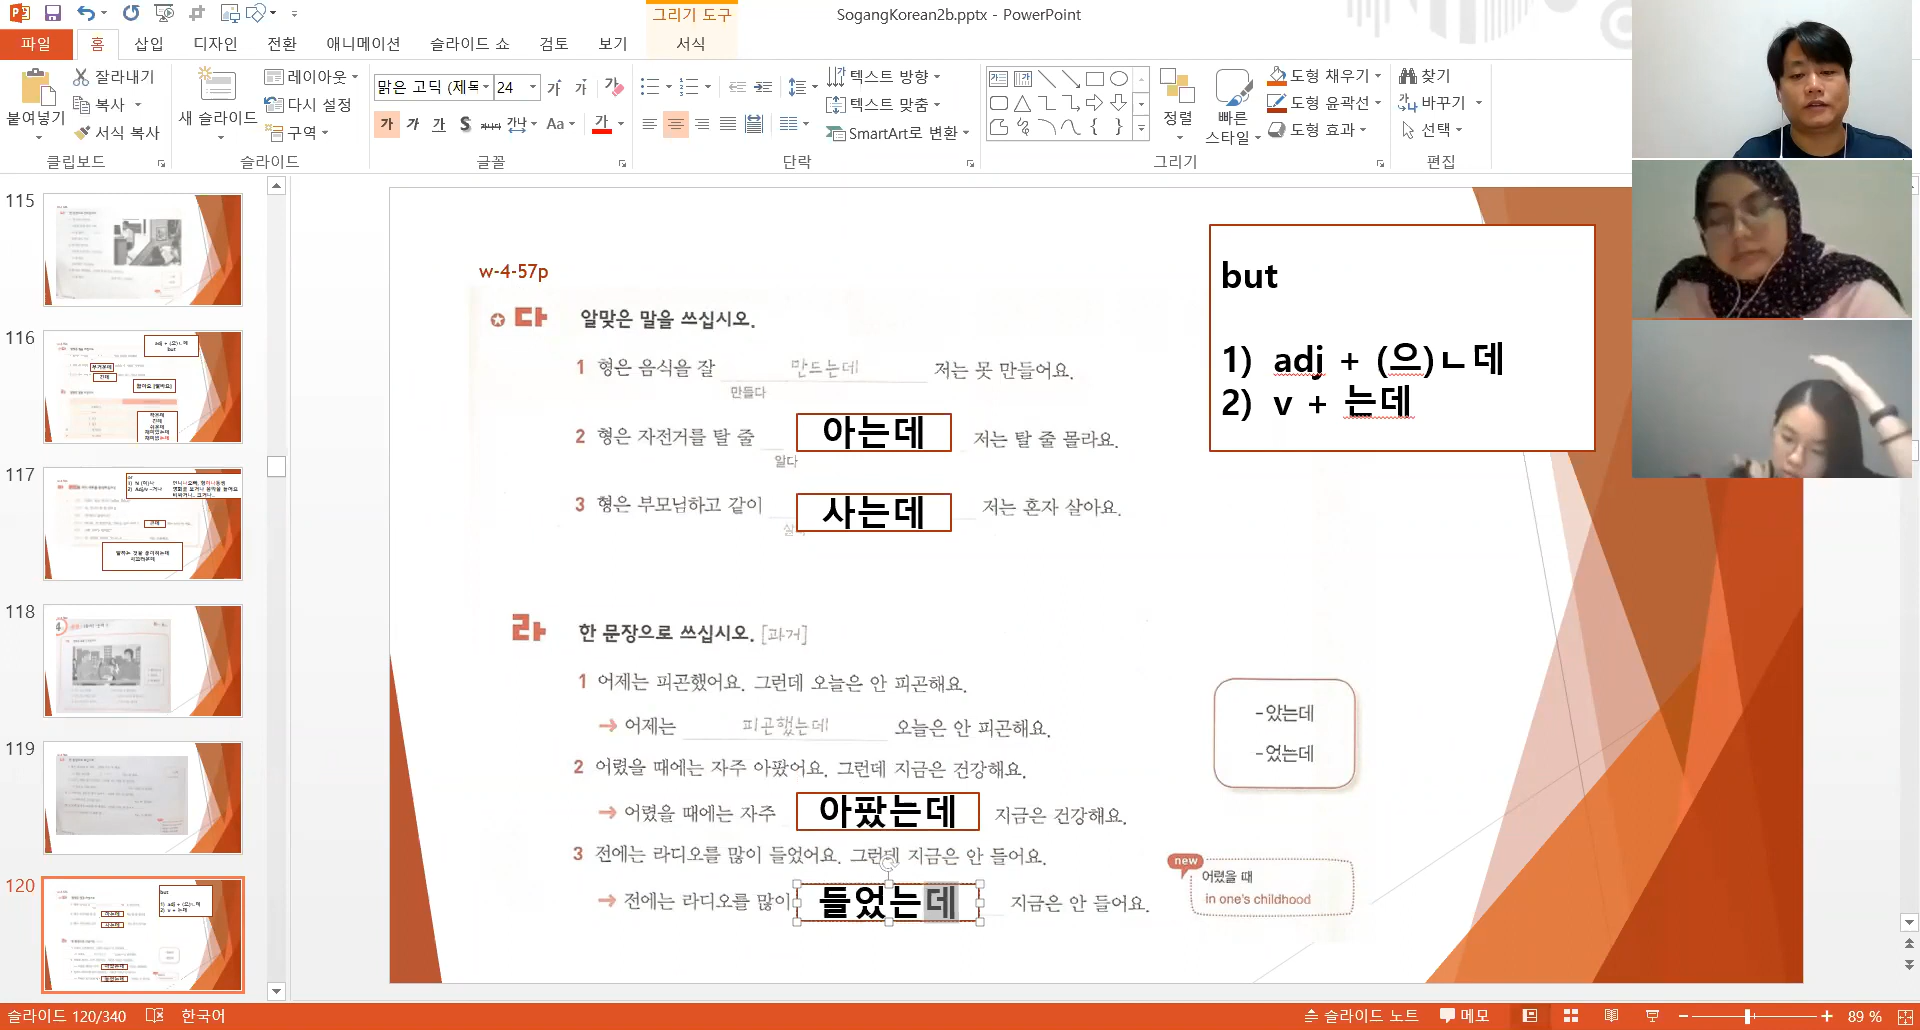 SogangKorean2b.pptx - PowerPoint
그리기 도구
파일
홈
삽입
디자인
전환
애니메이션
슬라이드 쇼
검토
보기
서식
붙여넣기
잘라내기
복사
서식 복사
클립보드
새 슬라이드
레이아웃
다시 설정
구역
슬라이드
맑은 고딕 (제목
24
글꼴
텍스트 방향
텍스트 맞춤
SmartArt로 변환
단락
정렬
빠른
스타일
도형 채우기
도형 윤곽선
도형 효과
그리기
찾기
바꾸기
선택
편집
115
116
117
118
119
120
w-4-57p
다 알맞은 말을 쓰십시오.
1 형은 음식을 잘 만드는데 저는 못 만들어요.
만들다
2 형은 자전거를 탈 줄 아는데 저는 탈 줄 몰라요.
알다
3 형은 부모님하고 같이 사는데 저는 혼자 살아요.
라 한 문장으로 쓰십시오. [과거]
1 어제는 피곤했어요. 그런데 오늘은 안 피곤해요.
→ 어제는 피곤했는데 오늘은 안 피곤해요.
2 어렸을 때에는 자주 아팠어요. 그런데 지금은 건강해요.
→ 어렸을 때에는 자주 아팠는데 지금은 건강해요.
3 전에는 라디오를 많이 들었어요. 그런데 지금은 안 들어요.
→ 전에는 라디오를 많이 들었는데 지금은 안 들어요.
but
1) adj + (으)ㄴ데
2) v + 는데
-았는데
-었는데
new
어렸을 때
in one's childhood
슬라이드 120/340
한국어
슬라이드 노트
메모
89 %